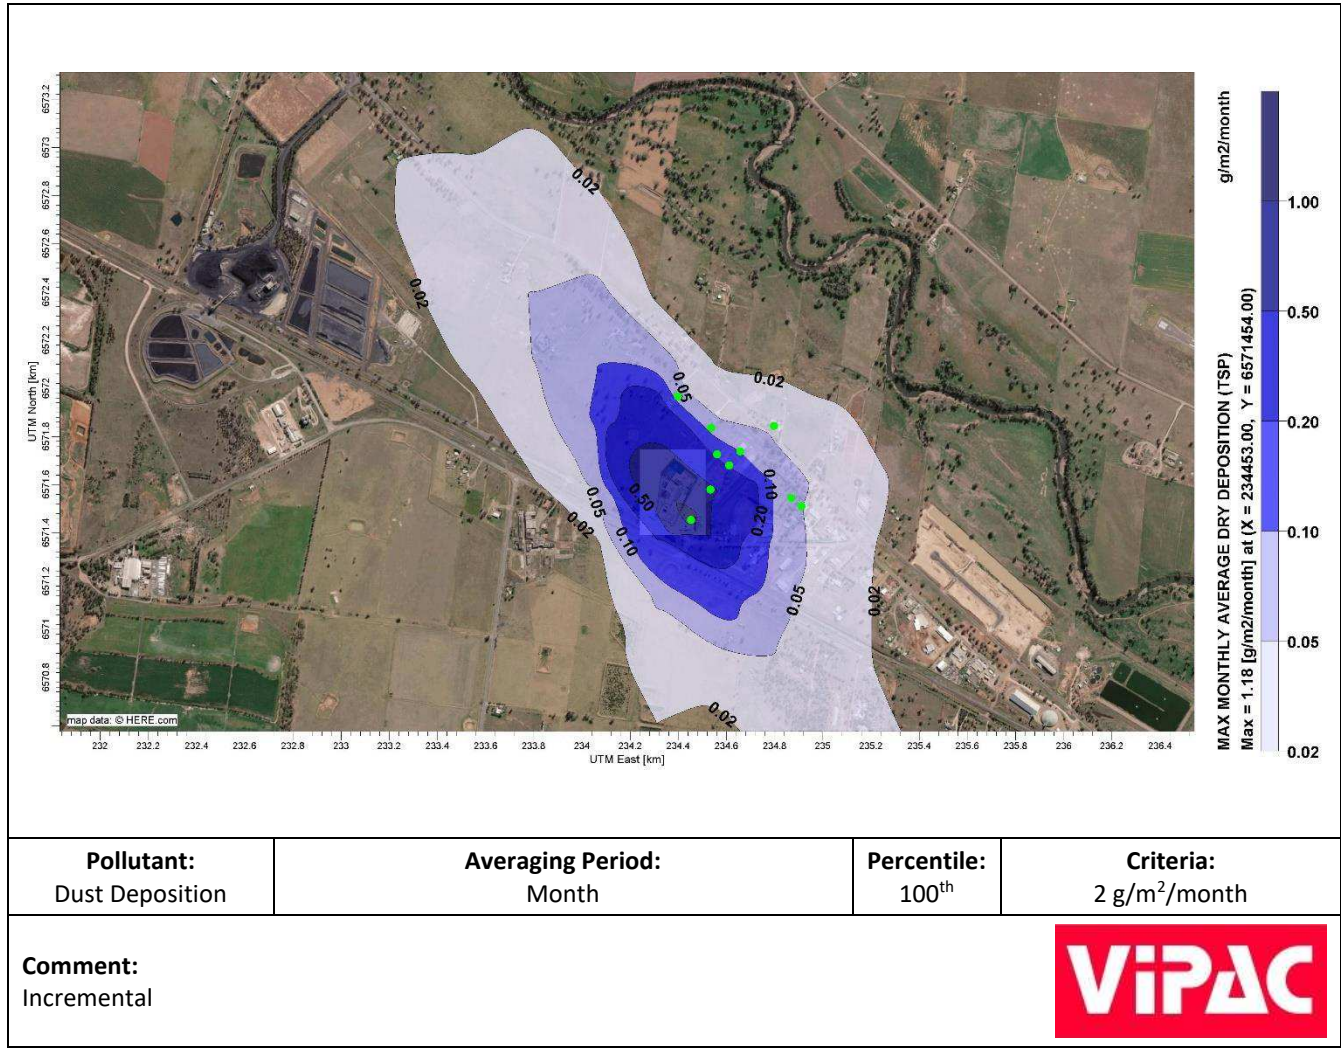 6573.2
6573
6572.8
6572.6
6572.4
6572.2
6572
6571.8
6571.6
6571.4
6571.2
6571
6570.8
UTM North [km]
0.02
0.02
0.05
0.02
0.10
0.50
0.20
0.05
0.02
0.10
0.05
0.02
0.02
map data: © HERE.com
232 232.2 232.4 232.6 232.8 233 233.2 233.4 233.6 233.8 234 234.2 234.4 234.6 234.8 235 235.2 235.4 235.6 235.8 236 236.2 236.4
UTM East [km]
MAX MONTHLY AVERAGE DRY DEPOSITION (TSP) g/m2/month
Max = 1.18 [g/m2/month] at (X = 234453.00, Y = 6571454.00)
1.00
0.50
0.20
0.10
0.05
0.02
Pollutant:
Dust Deposition
Averaging Period:
Month
Percentile:
100th
Criteria:
2 g/m2/month
Comment:
Incremental
ViPAC